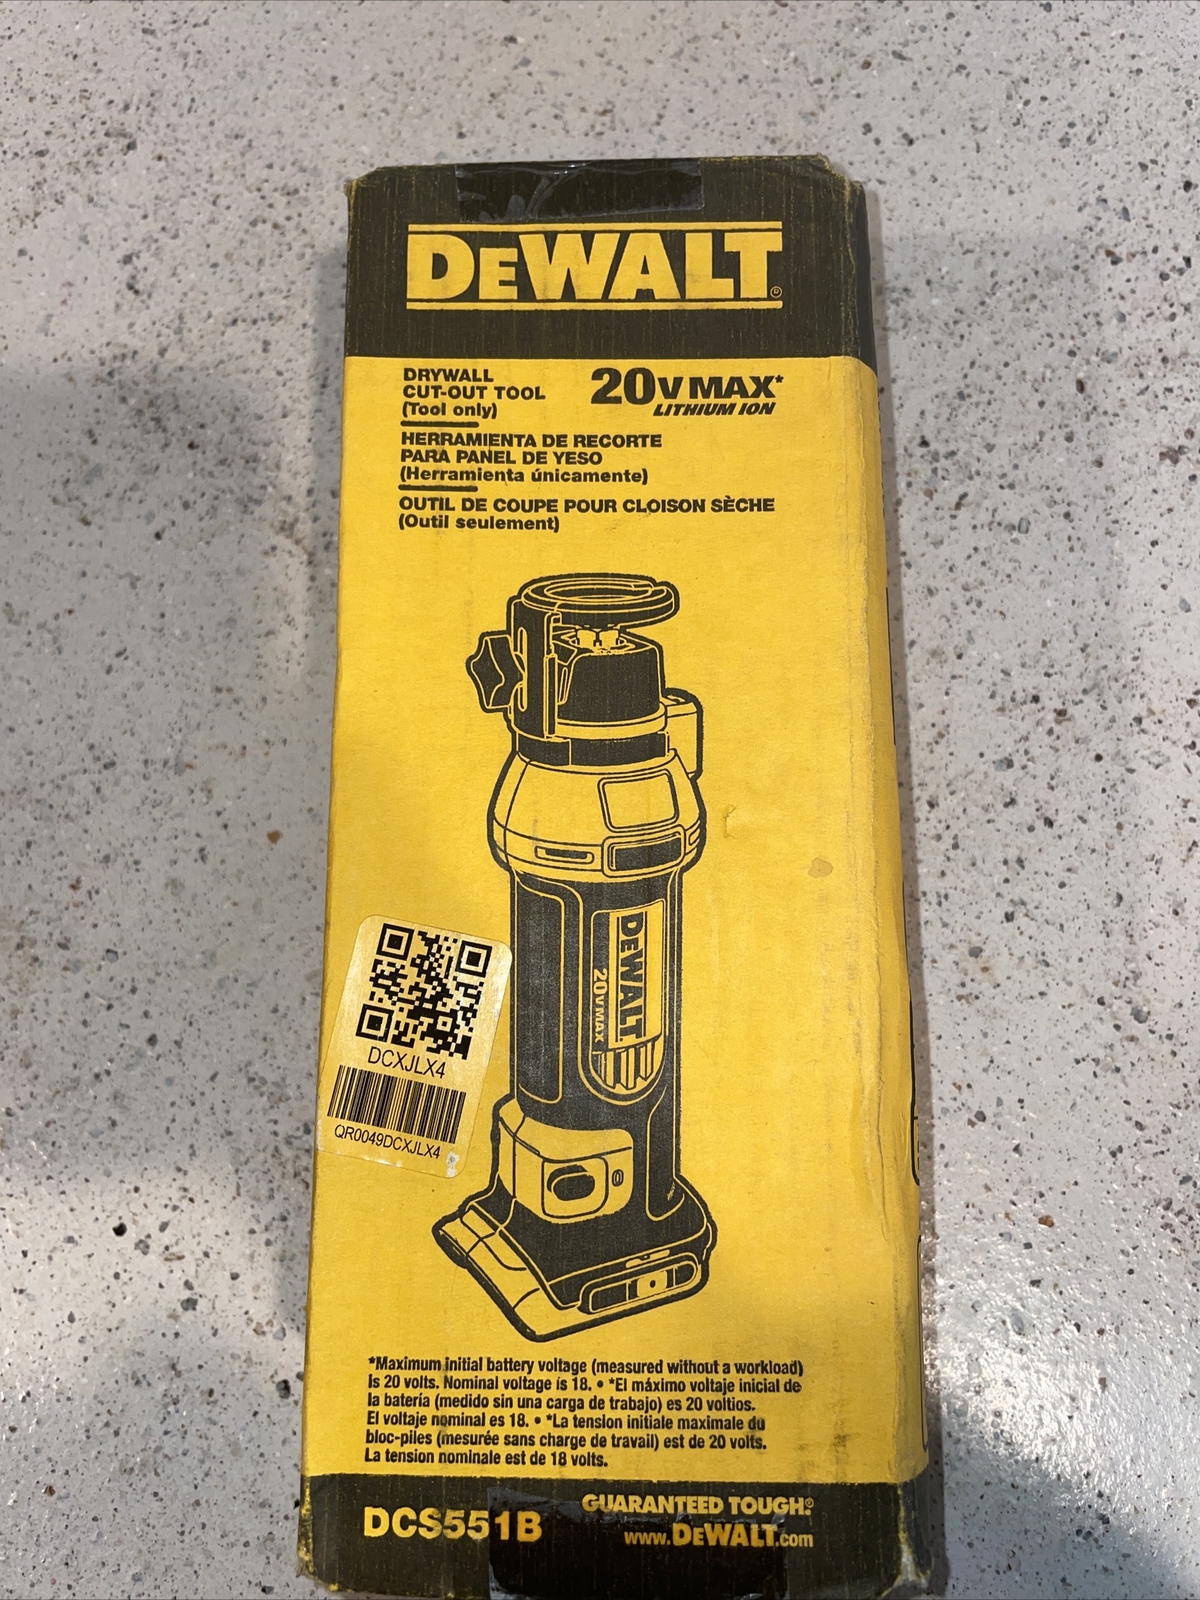 DEWALT®
DRYWALL
CUT-OUT TOOL
(Tool only)
20V MAX*
LITHIUM ION
HERRAMIENTA DE RECORTE
PARA PANEL DE YESO
(Herramienta únicamente)
OUTIL DE COUPE POUR CLOISON SÈCHE
(Outil seulement)
DEWALT
20V MAX
DCXJLX4
QR0049DCXJLX4
0
*Maximum initial battery voltage (measured without a workload)
is 20 volts. Nominal voltage is 18. • *El máximo voltaje inicial de
la batería (medido sin una carga de trabajo) es 20 voltios.
El voltaje nominal es 18. • *La tension initiale maximale du
bloc-piles (mesurée sans charge de travail) est de 20 volts.
La tension nominale est de 18 volts.
DCS551B
GUARANTEED TOUGH®
www.DEWALT.com